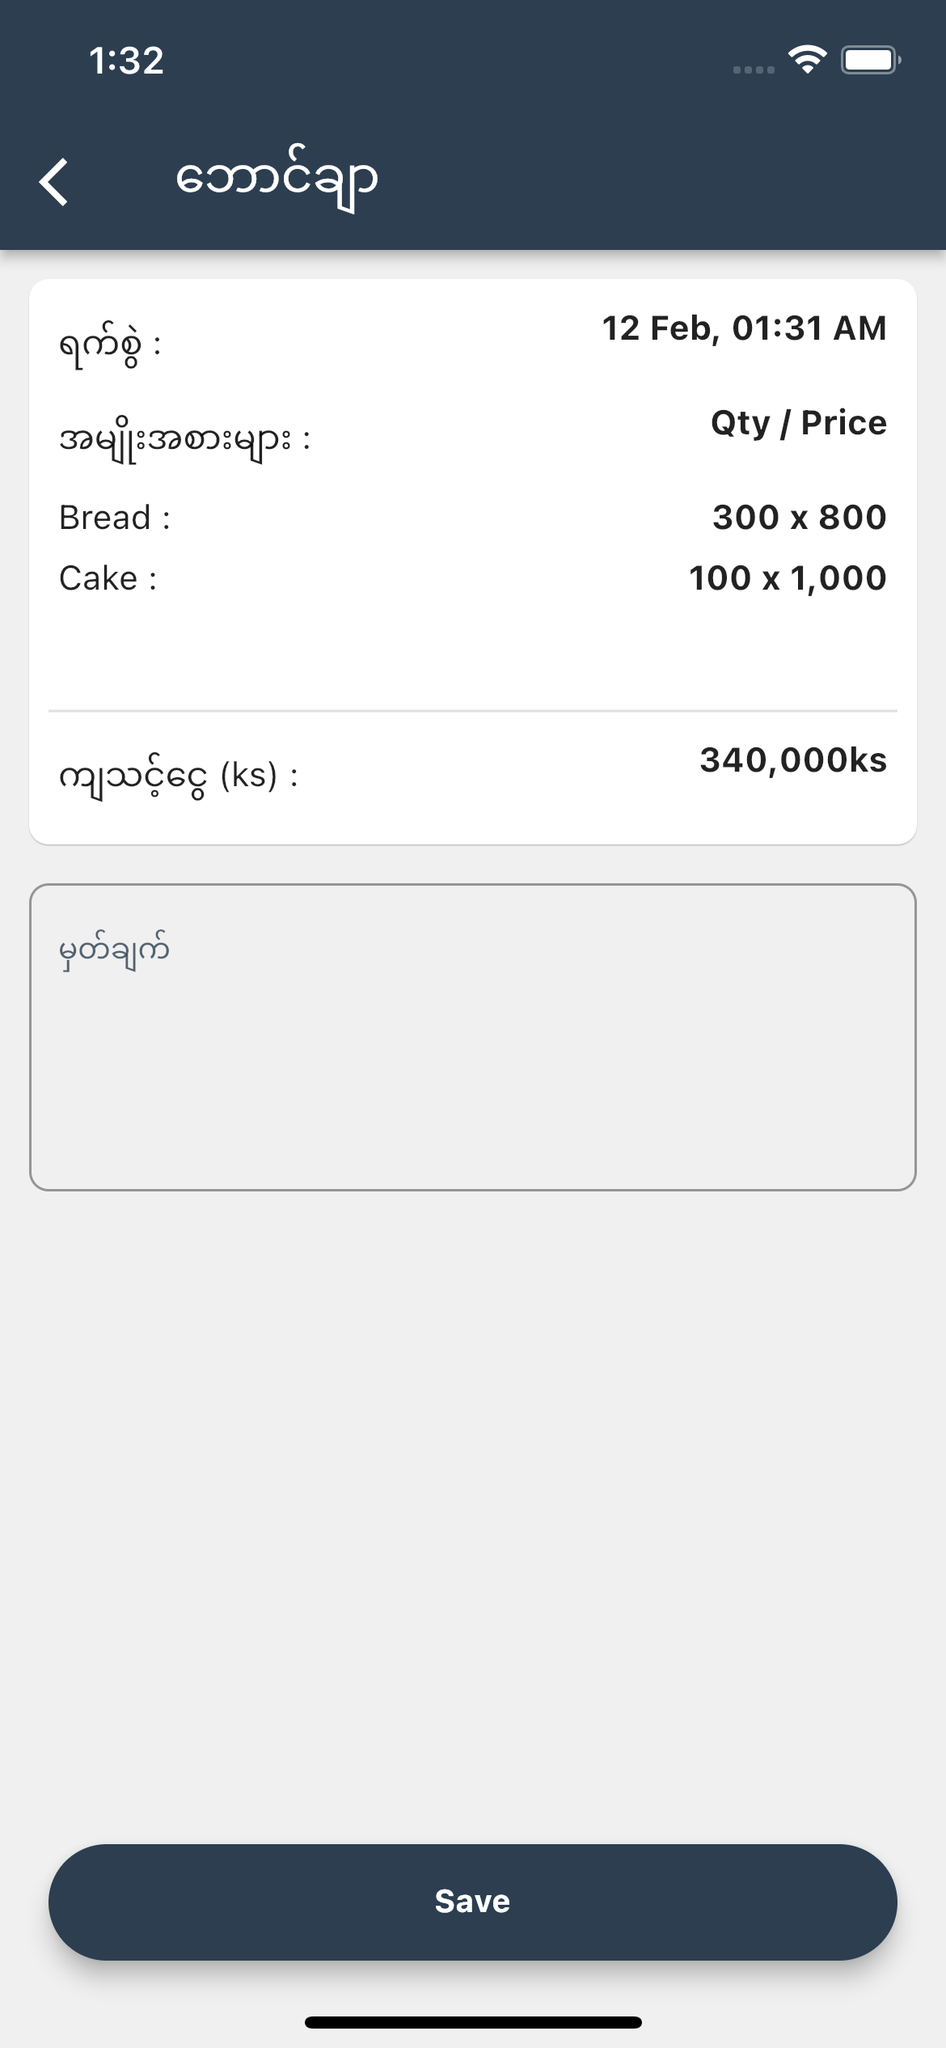 1:32
ဘောင်ချာ
ရက်စွဲ : 12 Feb, 01:31 AM
အမျိုးအစားများ : Qty / Price
Bread : 300 x 800
Cake : 100 x 1,000
ကျသင့်ငွေ (ks) : 340,000ks
မှတ်ချက်
Save